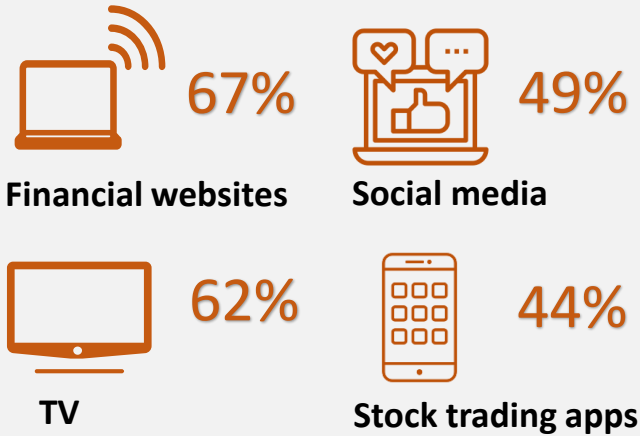 67%
49%
Financial websites
Social media
62%
44%
TV
Stock trading apps